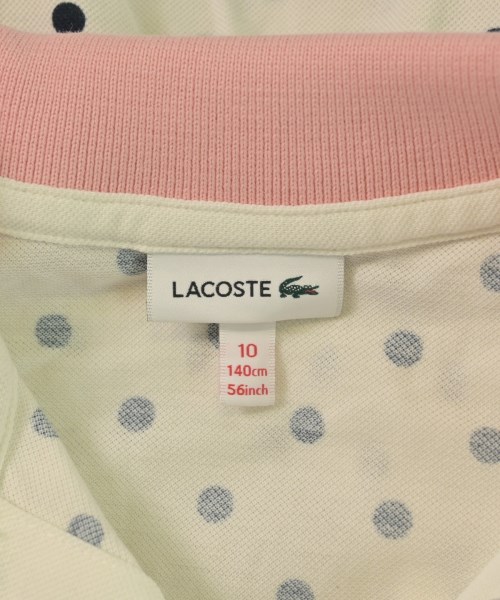 LACOSTE
10
140cm
56inch